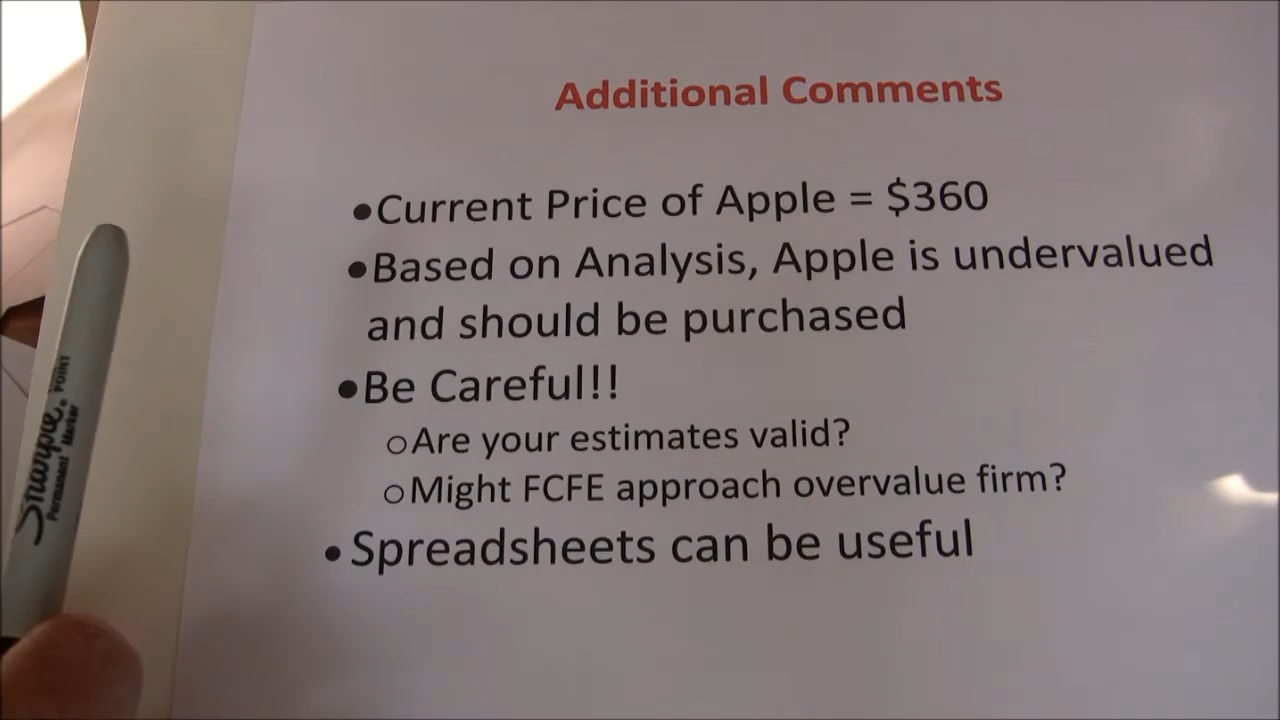 Additional Comments
•Current Price of Apple = $360
•Based on Analysis, Apple is undervalued
and should be purchased
•Be Careful!!
○Are your estimates valid?
○Might FCFE approach overvalue firm?
• Spreadsheets can be useful
Sharpie®
Permanent Marker
POINT